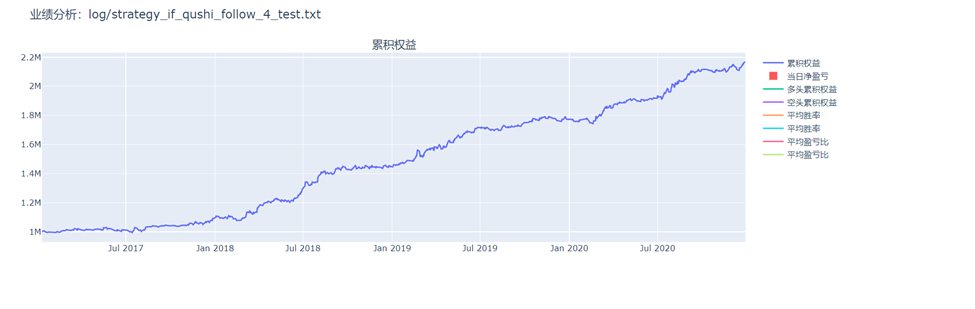 业绩分析：log/strategy_if_qushi_follow_4_test.txt
累积权益
2.2M
2M
1.8M
1.6M
1.4M
1.2M
1M
Jul 2017
Jan 2018
Jul 2018
Jan 2019
Jul 2019
Jan 2020
Jul 2020
累积权益
当日净盈亏
多头累积权益
空头累积权益
平均胜率
平均胜率
平均盈亏比
平均盈亏比